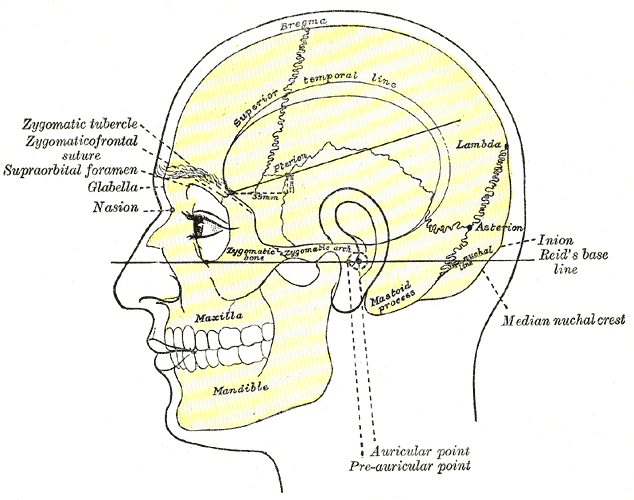 Bregma
Superior temporal line
Zygomatic tubercle
Zygomaticofrontal
suture
Supraorbital foramen
Glabella
Nasion
Pterion
35mm
Lambda
Asterion
Inion
Reid's base
line
nuchal
line
Zygomatic
bone
Zygomatic arch
Mastoid
process
Median nuchal crest
Maxilla
Mandible
Auricular point
Pre-auricular point